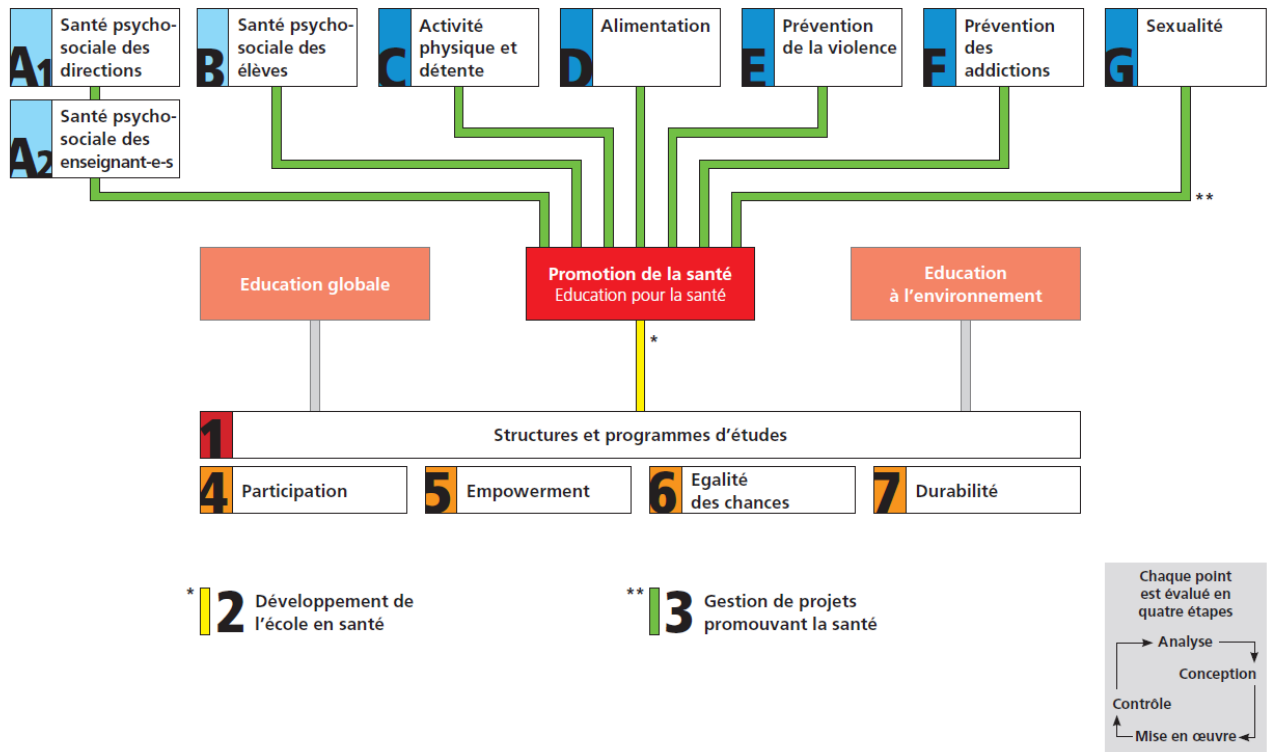 A1
Santé psycho-
sociale des
directions
B
Santé psycho-
sociale des
élèves
C
Activité
physique et
détente
D
Alimentation
E
Prévention
de la violence
F
Prévention
des
addictions
G
Sexualité
A2
Santé psycho-
sociale des
enseignant-e-s
**
Education globale
Promotion de la santé
Education pour la santé
Education
à l'environnement
*
1
Structures et programmes d'études
4
Participation
5
Empowerment
6
Egalité
des chances
7
Durabilité
*
2
Développement de
l'école en santé
**
3
Gestion de projets
promouvant la santé
Chaque point
est évalué en
quatre étapes
Analyse
Conception
Contrôle
Mise en œuvre